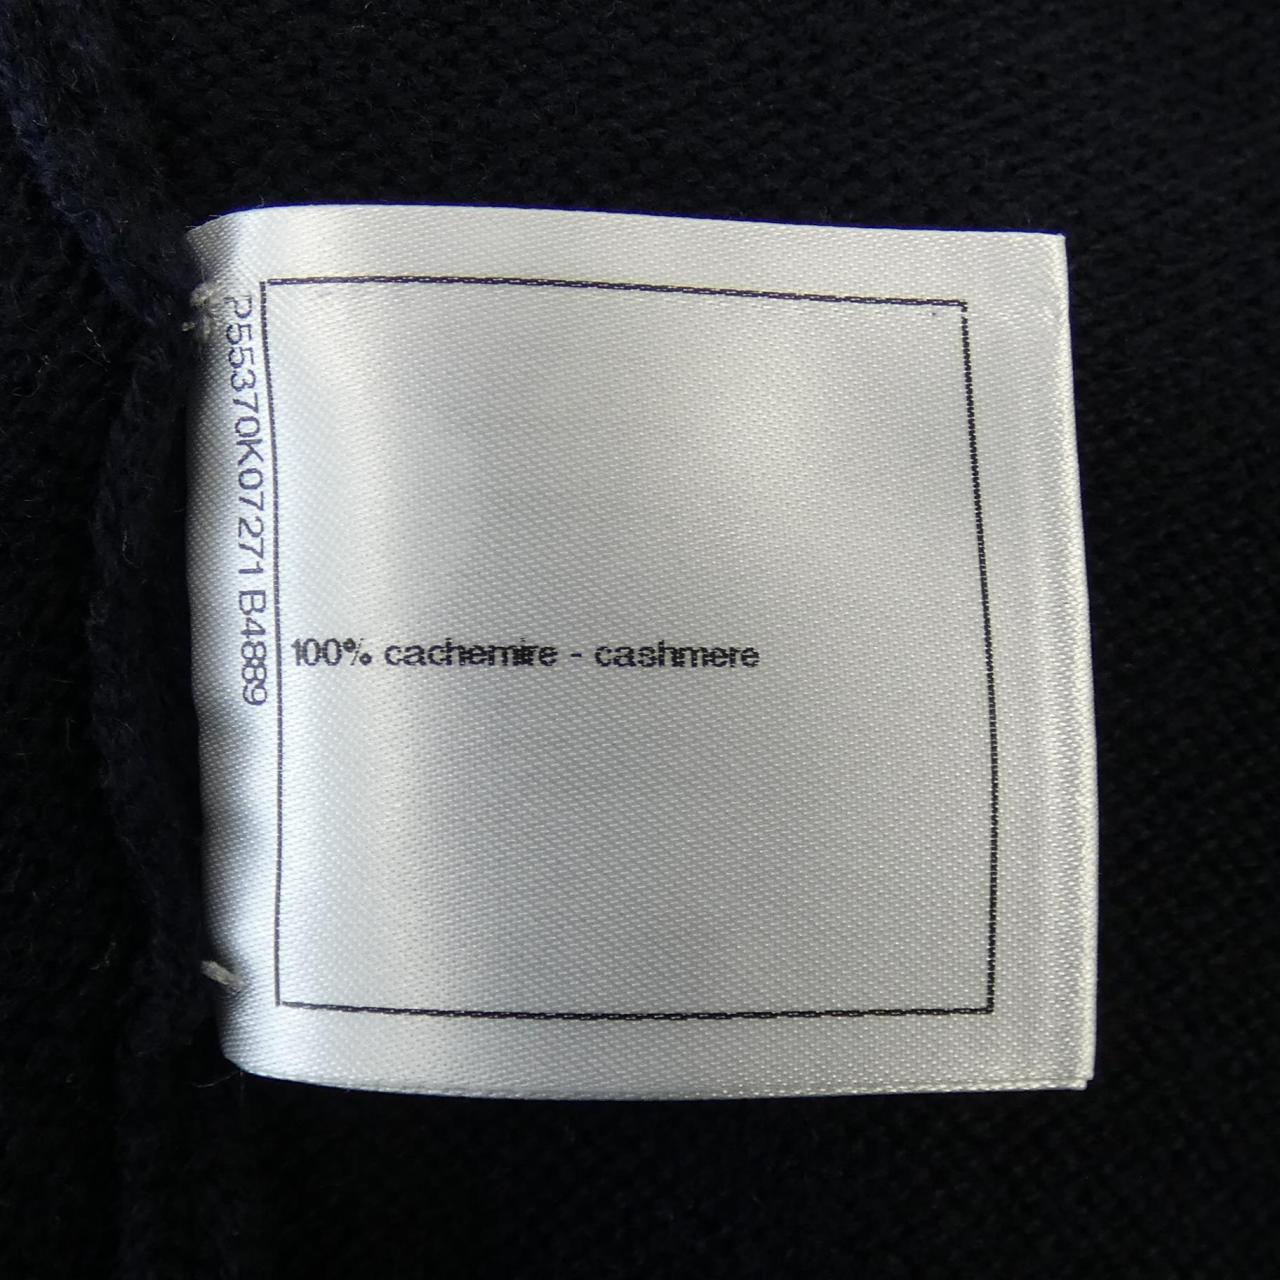 P55370K07271 B4889
100% cachemire - cashmere